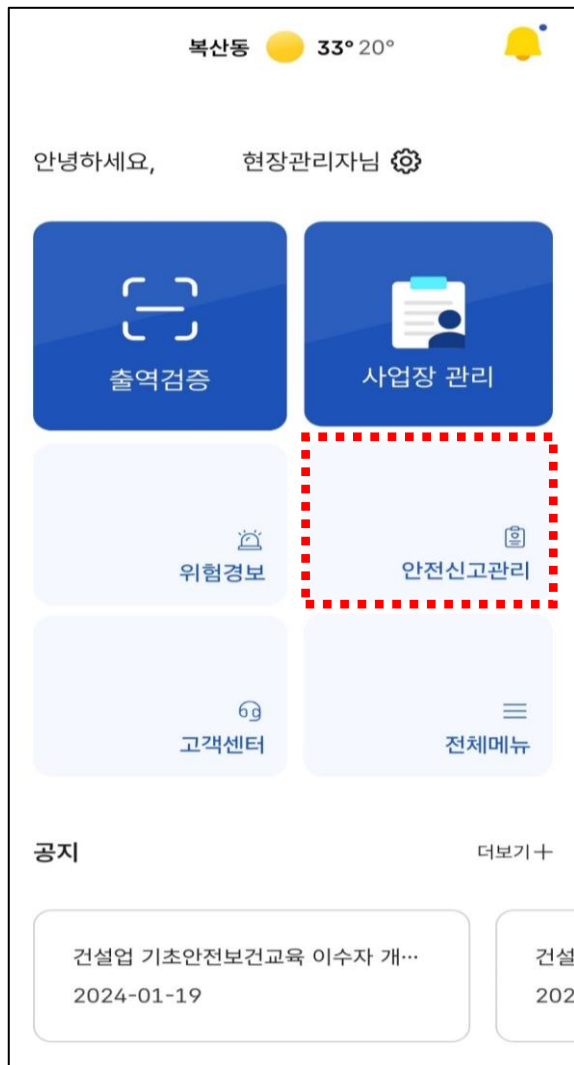 복산동 33° 20°
안녕하세요, 현장관리자님
출역검증
사업장 관리
위험경보
안전신고관리
고객센터
전체메뉴
공지 더보기+
건설업 기초안전보건교육 이수자 개…
2024-01-19
건설
202